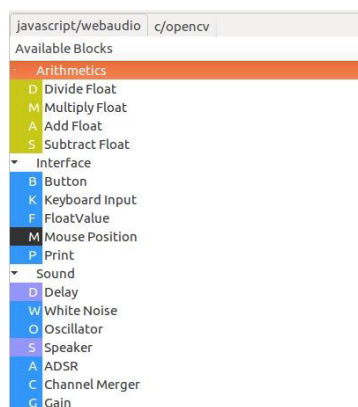 javascript/webaudio c/opencv
Available Blocks
Arithmetics
D Divide Float
M Multiply Float
A Add Float
S Subtract Float
Interface
B Button
K Keyboard Input
F FloatValue
M Mouse Position
P Print
Sound
D Delay
W White Noise
O Oscillator
S Speaker
A ADSR
C Channel Merger
G Gain